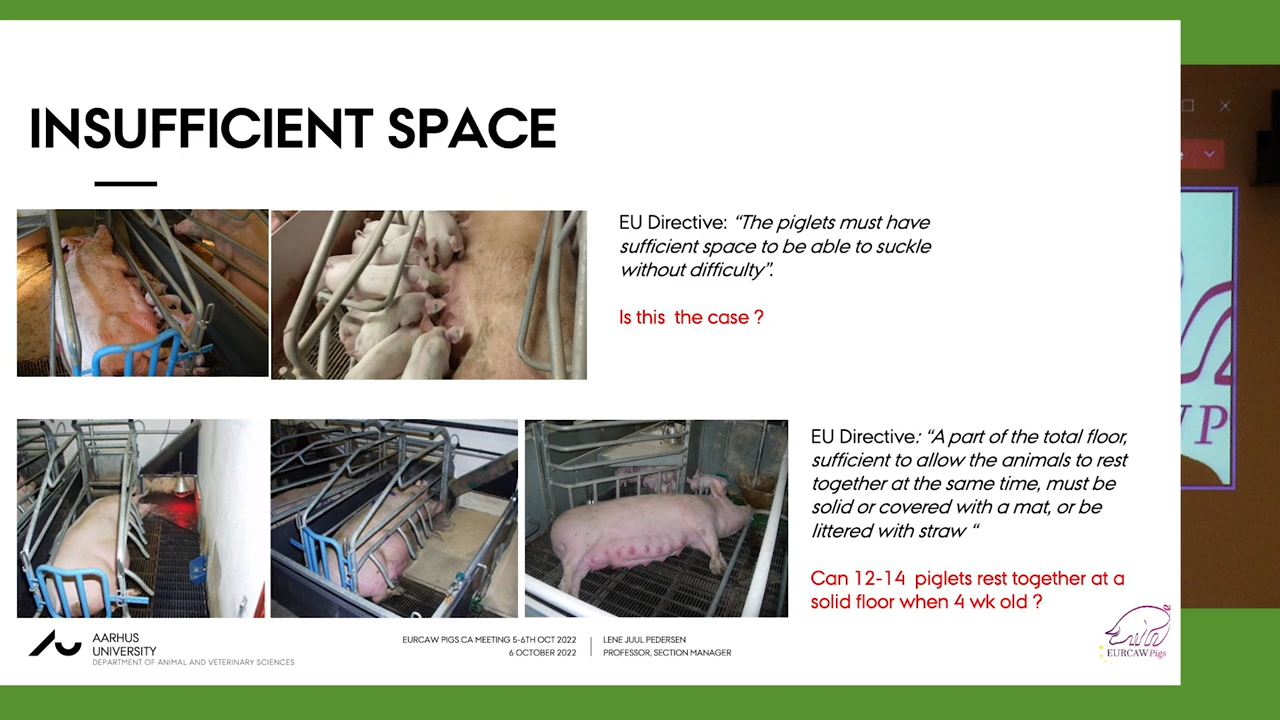 INSUFFICIENT SPACE
EU Directive: “The piglets must have
sufficient space to be able to suckle
without difficulty”.
Is this the case ?
EU Directive: “A part of the total floor,
sufficient to allow the animals to rest
together at the same time, must be
solid or covered with a mat, or be
littered with straw “
Can 12-14 piglets rest together at a
solid floor when 4 wk old ?
AARHUS
UNIVERSITY
DEPARTMENT OF ANIMAL AND VETERINARY SCIENCES
EURCAW PIGS CA MEETING 5-6TH OCT 2022
6 OCTOBER 2022
LENE JUUL PEDERSEN
PROFESSOR, SECTION MANAGER
EURCAW Pigs